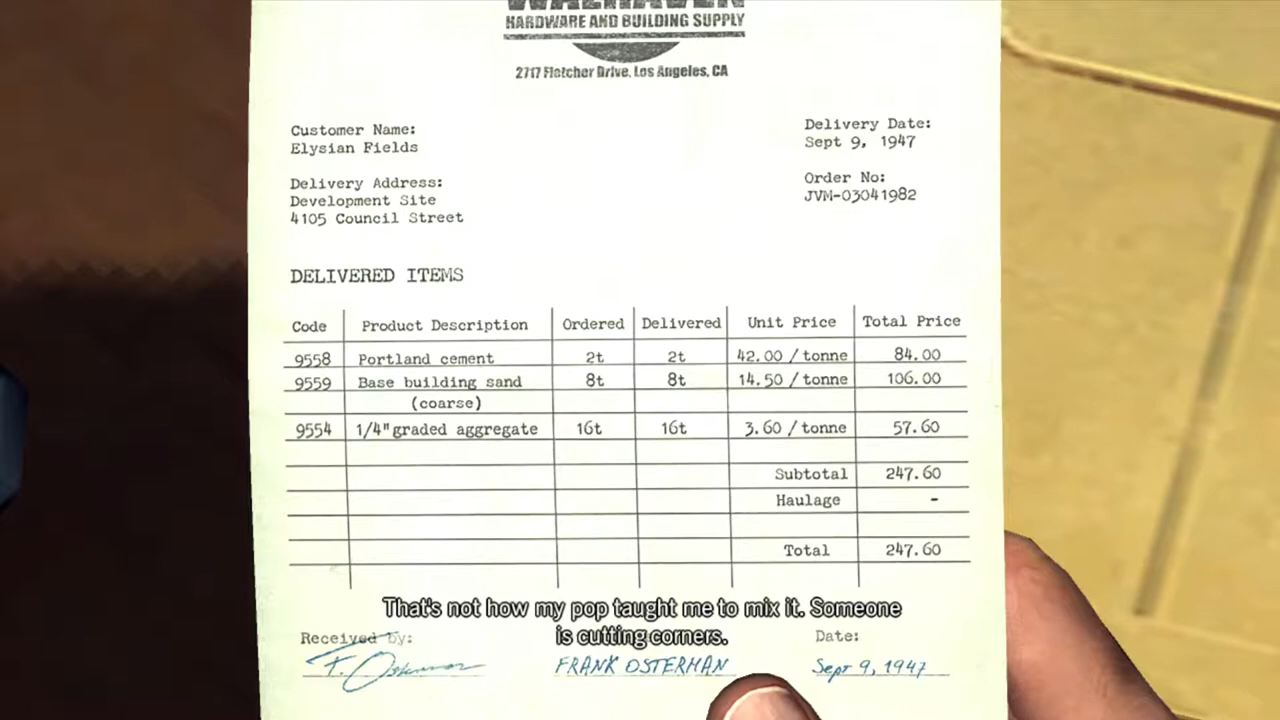 WALHAVEN
HARDWARE AND BUILDING SUPPLY
2717 Fletcher Drive, Los Angeles, CA
Customer Name:
Elysian Fields
Delivery Date:
Sept 9, 1947
Delivery Address:
Development Site
4105 Council Street
Order No:
JVM-03041982
DELIVERED ITEMS
Code Product Description Ordered Delivered Unit Price Total Price
9558 Portland cement 2t 2t 42.00 / tonne 84.00
9559 Base building sand 8t 8t 14.50 / tonne 106.00
(coarse)
9554 1/4" graded aggregate 16t 16t 3.60 / tonne 57.60
Subtotal 247.60
Haulage -
Total 247.60
That's not how my pop taught me to mix it. Someone
is cutting corners.
Received by: Date:
F. Osterman FRANK OSTERMAN Sept 9, 1947